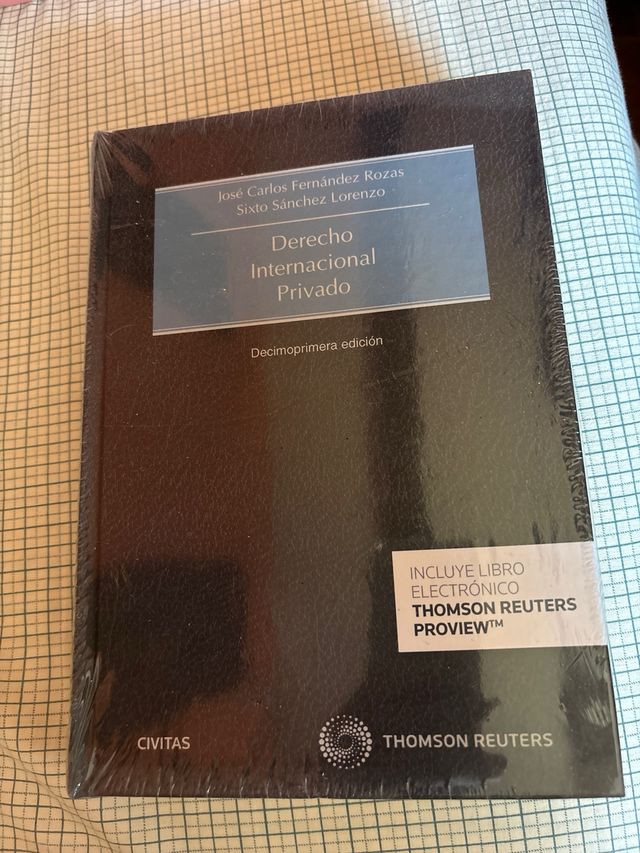 José Carlos Fernández Rozas
Sixto Sánchez Lorenzo
Derecho
Internacional
Privado
Decimoprimera edición
INCLUYE LIBRO
ELECTRÓNICO
THOMSON REUTERS
PROVIEW™
CIVITAS
THOMSON REUTERS